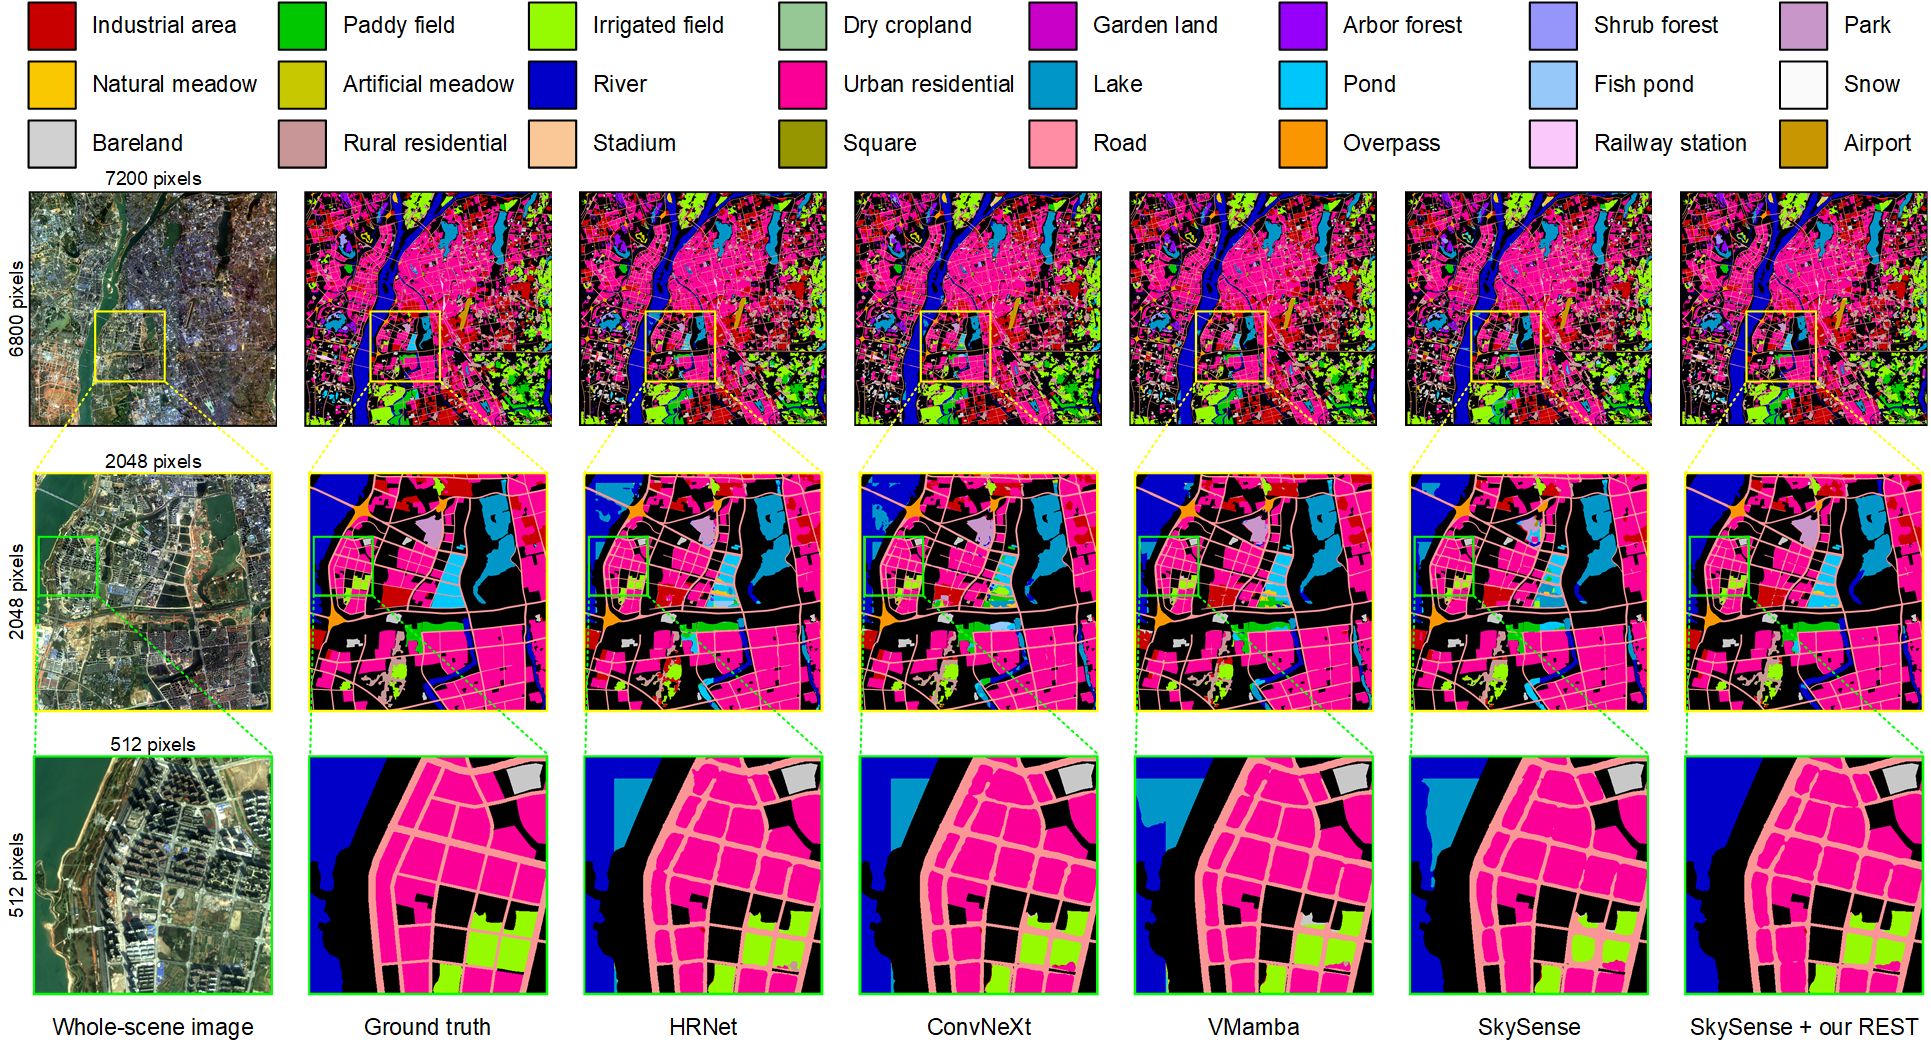 Industrial area Paddy field Irrigated field Dry cropland Garden land Arbor forest Shrub forest Park
Natural meadow Artificial meadow River Urban residential Lake Pond Fish pond Snow
Bareland Rural residential Stadium Square Road Overpass Railway station Airport
7200 pixels
6800 pixels
2048 pixels
2048 pixels
512 pixels
512 pixels
Whole-scene image Ground truth HRNet ConvNeXt VMamba SkySense SkySense + our REST